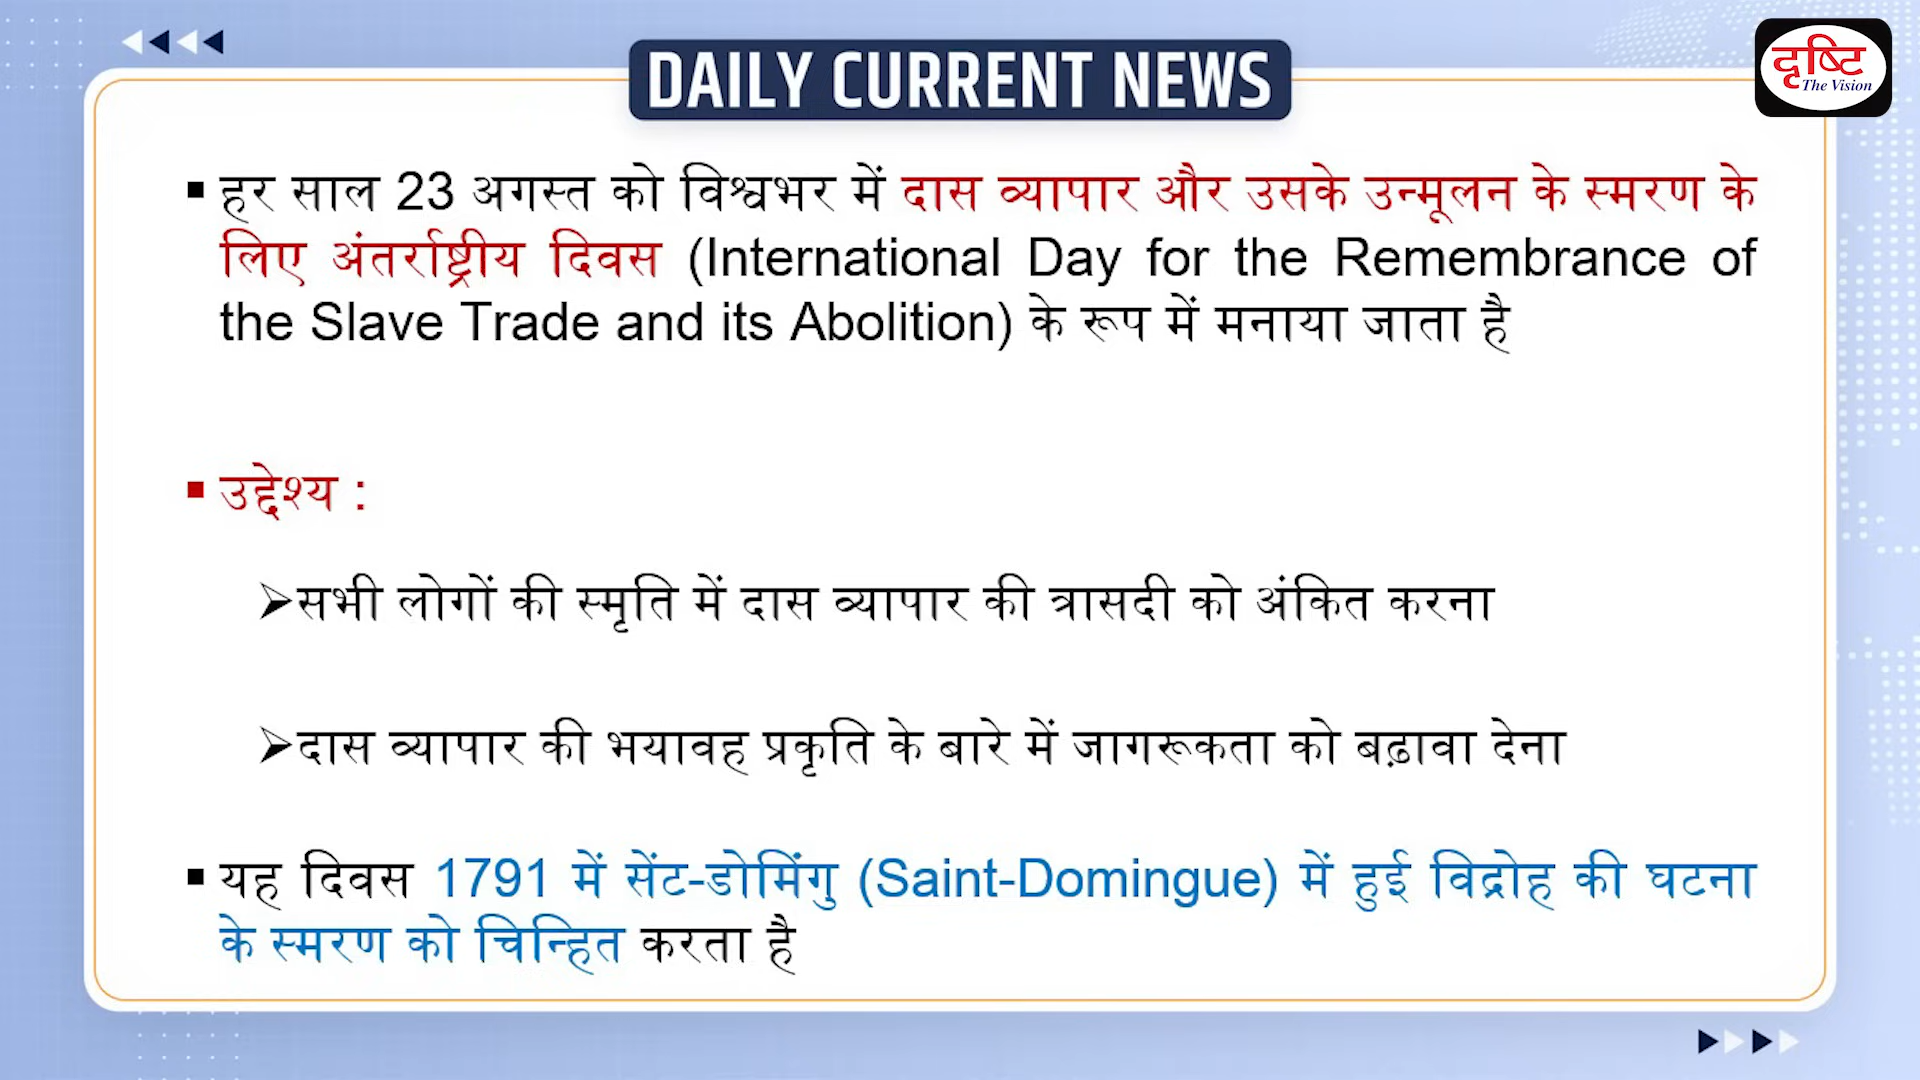 DAILY CURRENT NEWS
दृष्टि
The Vision
▪ हर साल 23 अगस्त को विश्वभर में दास व्यापार और उसके उन्मूलन के स्मरण के
लिए अंतर्राष्ट्रीय दिवस (International Day for the Remembrance of
the Slave Trade and its Abolition) के रूप में मनाया जाता है
▪ उद्देश्य :
➢सभी लोगों की स्मृति में दास व्यापार की त्रासदी को अंकित करना
➢दास व्यापार की भयावह प्रकृति के बारे में जागरूकता को बढ़ावा देना
▪ यह दिवस 1791 में सेंट-डोमिंगु (Saint-Domingue) में हुई विद्रोह की घटना
के स्मरण को चिन्हित करता है